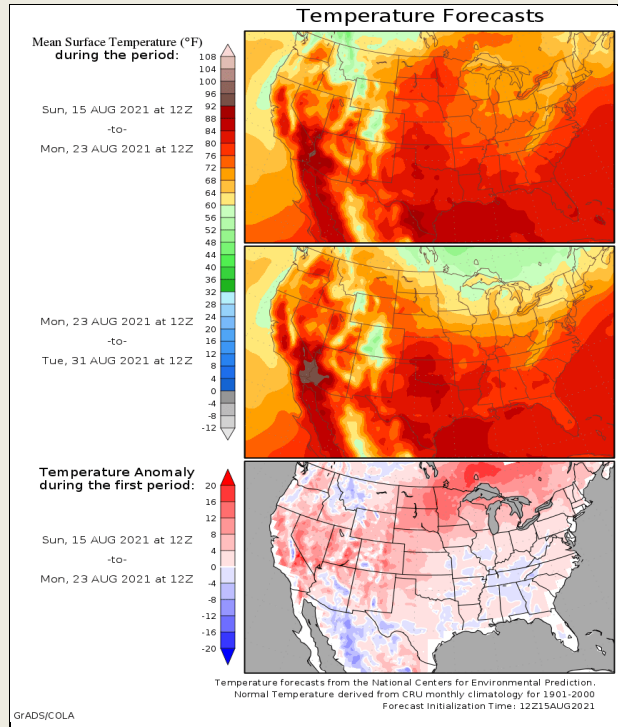 Temperature Forecasts
Mean Surface Temperature (°F)
during the period:
108
104
100
96
92
88
84
80
76
72
68
64
60
56
52
48
44
40
36
32
28
24
20
16
12
8
4
0
-4
-8
-12
Sun, 15 AUG 2021 at 12Z
-to-
Mon, 23 AUG 2021 at 12Z
Mon, 23 AUG 2021 at 12Z
-to-
Tue, 31 AUG 2021 at 12Z
Temperature Anomaly
during the first period:
20
16
12
8
4
0
-4
-8
-12
-16
-20
Sun, 15 AUG 2021 at 12Z
-to-
Mon, 23 AUG 2021 at 12Z
Temperature forecasts from the National Centers for Environmental Prediction.
Normal Temperature derived from CRU monthly climatology for 1901-2000
Forecast Initialization Time: 12Z15AUG2021
GrADS/COLA